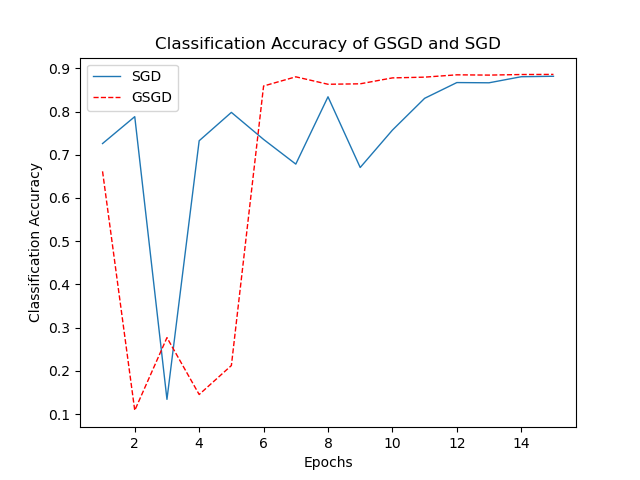 Classification Accuracy of GSGD and SGD
SGD
GSGD
Classification Accuracy
0.9
0.8
0.7
0.6
0.5
0.4
0.3
0.2
0.1
2 4 6 8 10 12 14
Epochs